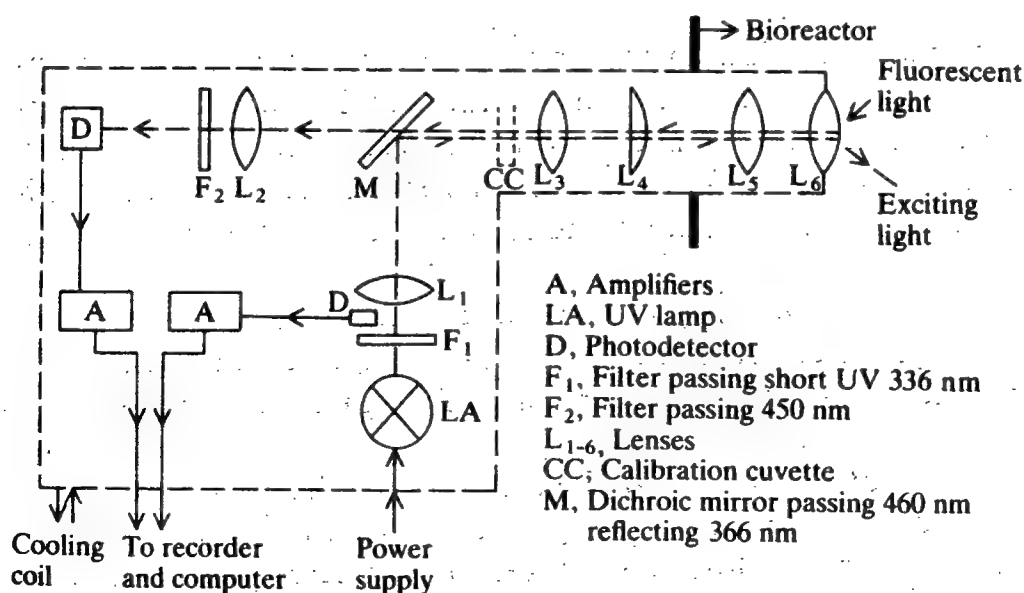 Bioreactor
Fluorescent
light
D
F₂ L₂
M
CC L₃
L₄
L₅
L₆
Exciting
light
A
A
D
L₁
F₁
LA
A, Amplifiers
LA, UV lamp
D, Photodetector
F₁, Filter passing short UV 336 nm
F₂, Filter passing 450 nm
L₁₋₆, Lenses
CC, Calibration cuvette
M, Dichroic mirror passing 460 nm
reflecting 366 nm
Cooling
coil
To recorder
and computer
Power
supply